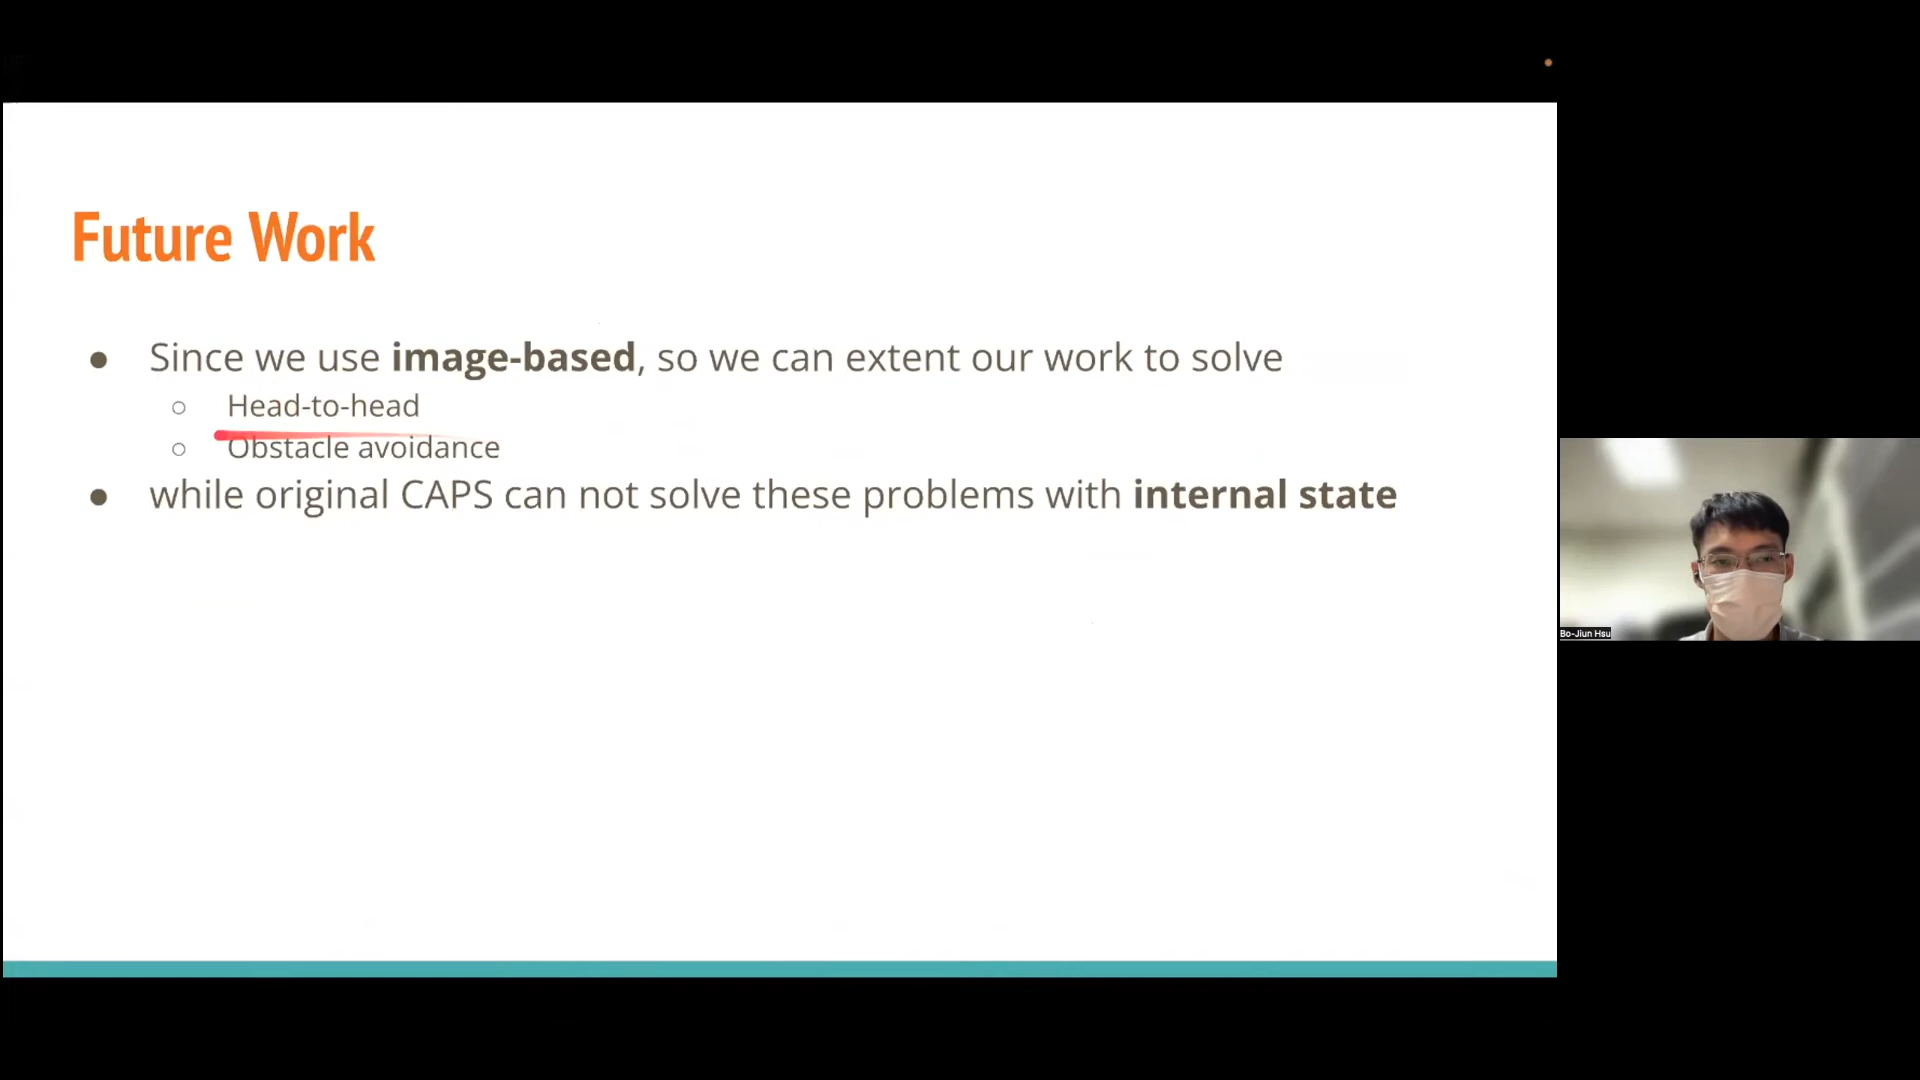 Future Work
● Since we use image-based, so we can extent our work to solve
○ Head-to-head
○ Obstacle avoidance
● while original CAPS can not solve these problems with internal state
Bo-Jiun Hsu